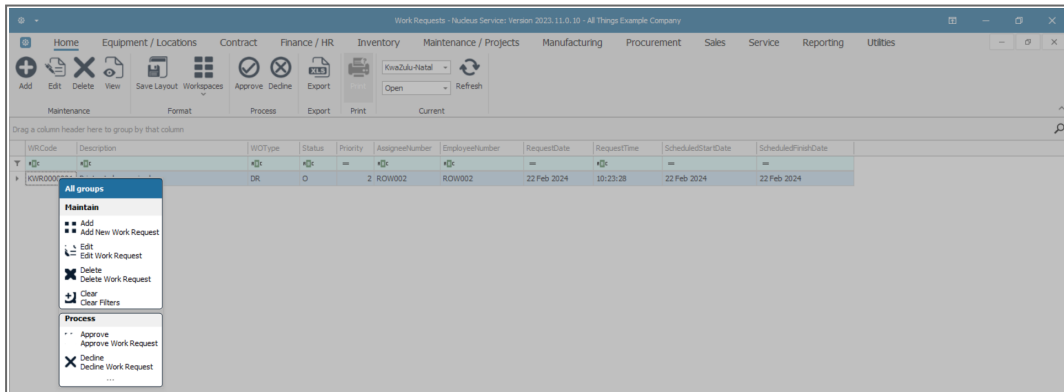 Work Requests - Nucleus Service: Version 2023.11.0.10 - All Things Example Company
Home Equipment / Locations Contract Finance / HR Inventory Maintenance / Projects Manufacturing Procurement Sales Service Reporting Utilities
KwaZulu-Natal
XLS
Add Edit Delete View Save Layout Workspaces Approve Decline Export Print Open Refresh
Maintenance Format Process Export Print Current
Drag a column header here to group by that column
WRCode Description WOType Status Priority AssigneeNumber EmployeeNumber RequestDate RequestTime ScheduledStartDate ScheduledFinishDate
DR O 2 ROW002 ROW002 22 Feb 2024 10:23:28 22 Feb 2024 22 Feb 2024
All groups
Maintain
Add
Add New Work Request
Edit
Edit Work Request
Delete
Delete Work Request
Clear
Clear Filters
Process
Approve
Approve Work Request
Decline
Decline Work Request
...